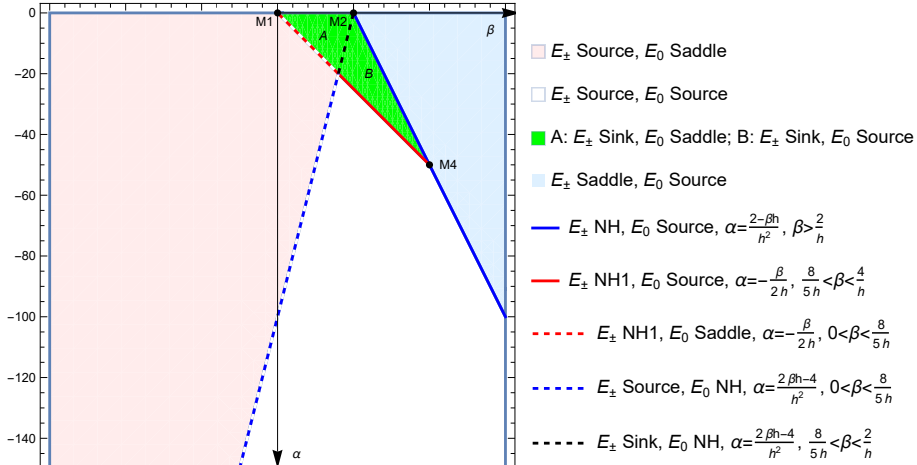 M1
M2
β
0
A
B
−20
−40
M4
−60
−80
−100
−120
−140
α
E± Source, E0 Saddle
E± Source, E0 Source
A: E± Sink, E0 Saddle; B: E± Sink, E0 Source
E± Saddle, E0 Source
E± NH, E0 Source, α=(2−βh)/h², β>2/h
E± NH1, E0 Source, α=−β/(2h), 8/(5h)<β<4/h
E± NH1, E0 Saddle, α=−β/(2h), 0<β<8/(5h)
E± Source, E0 NH, α=(2βh−4)/h², 0<β<8/(5h)
E± Sink, E0 NH, α=(2βh−4)/h², 8/(5h)<β<2/h